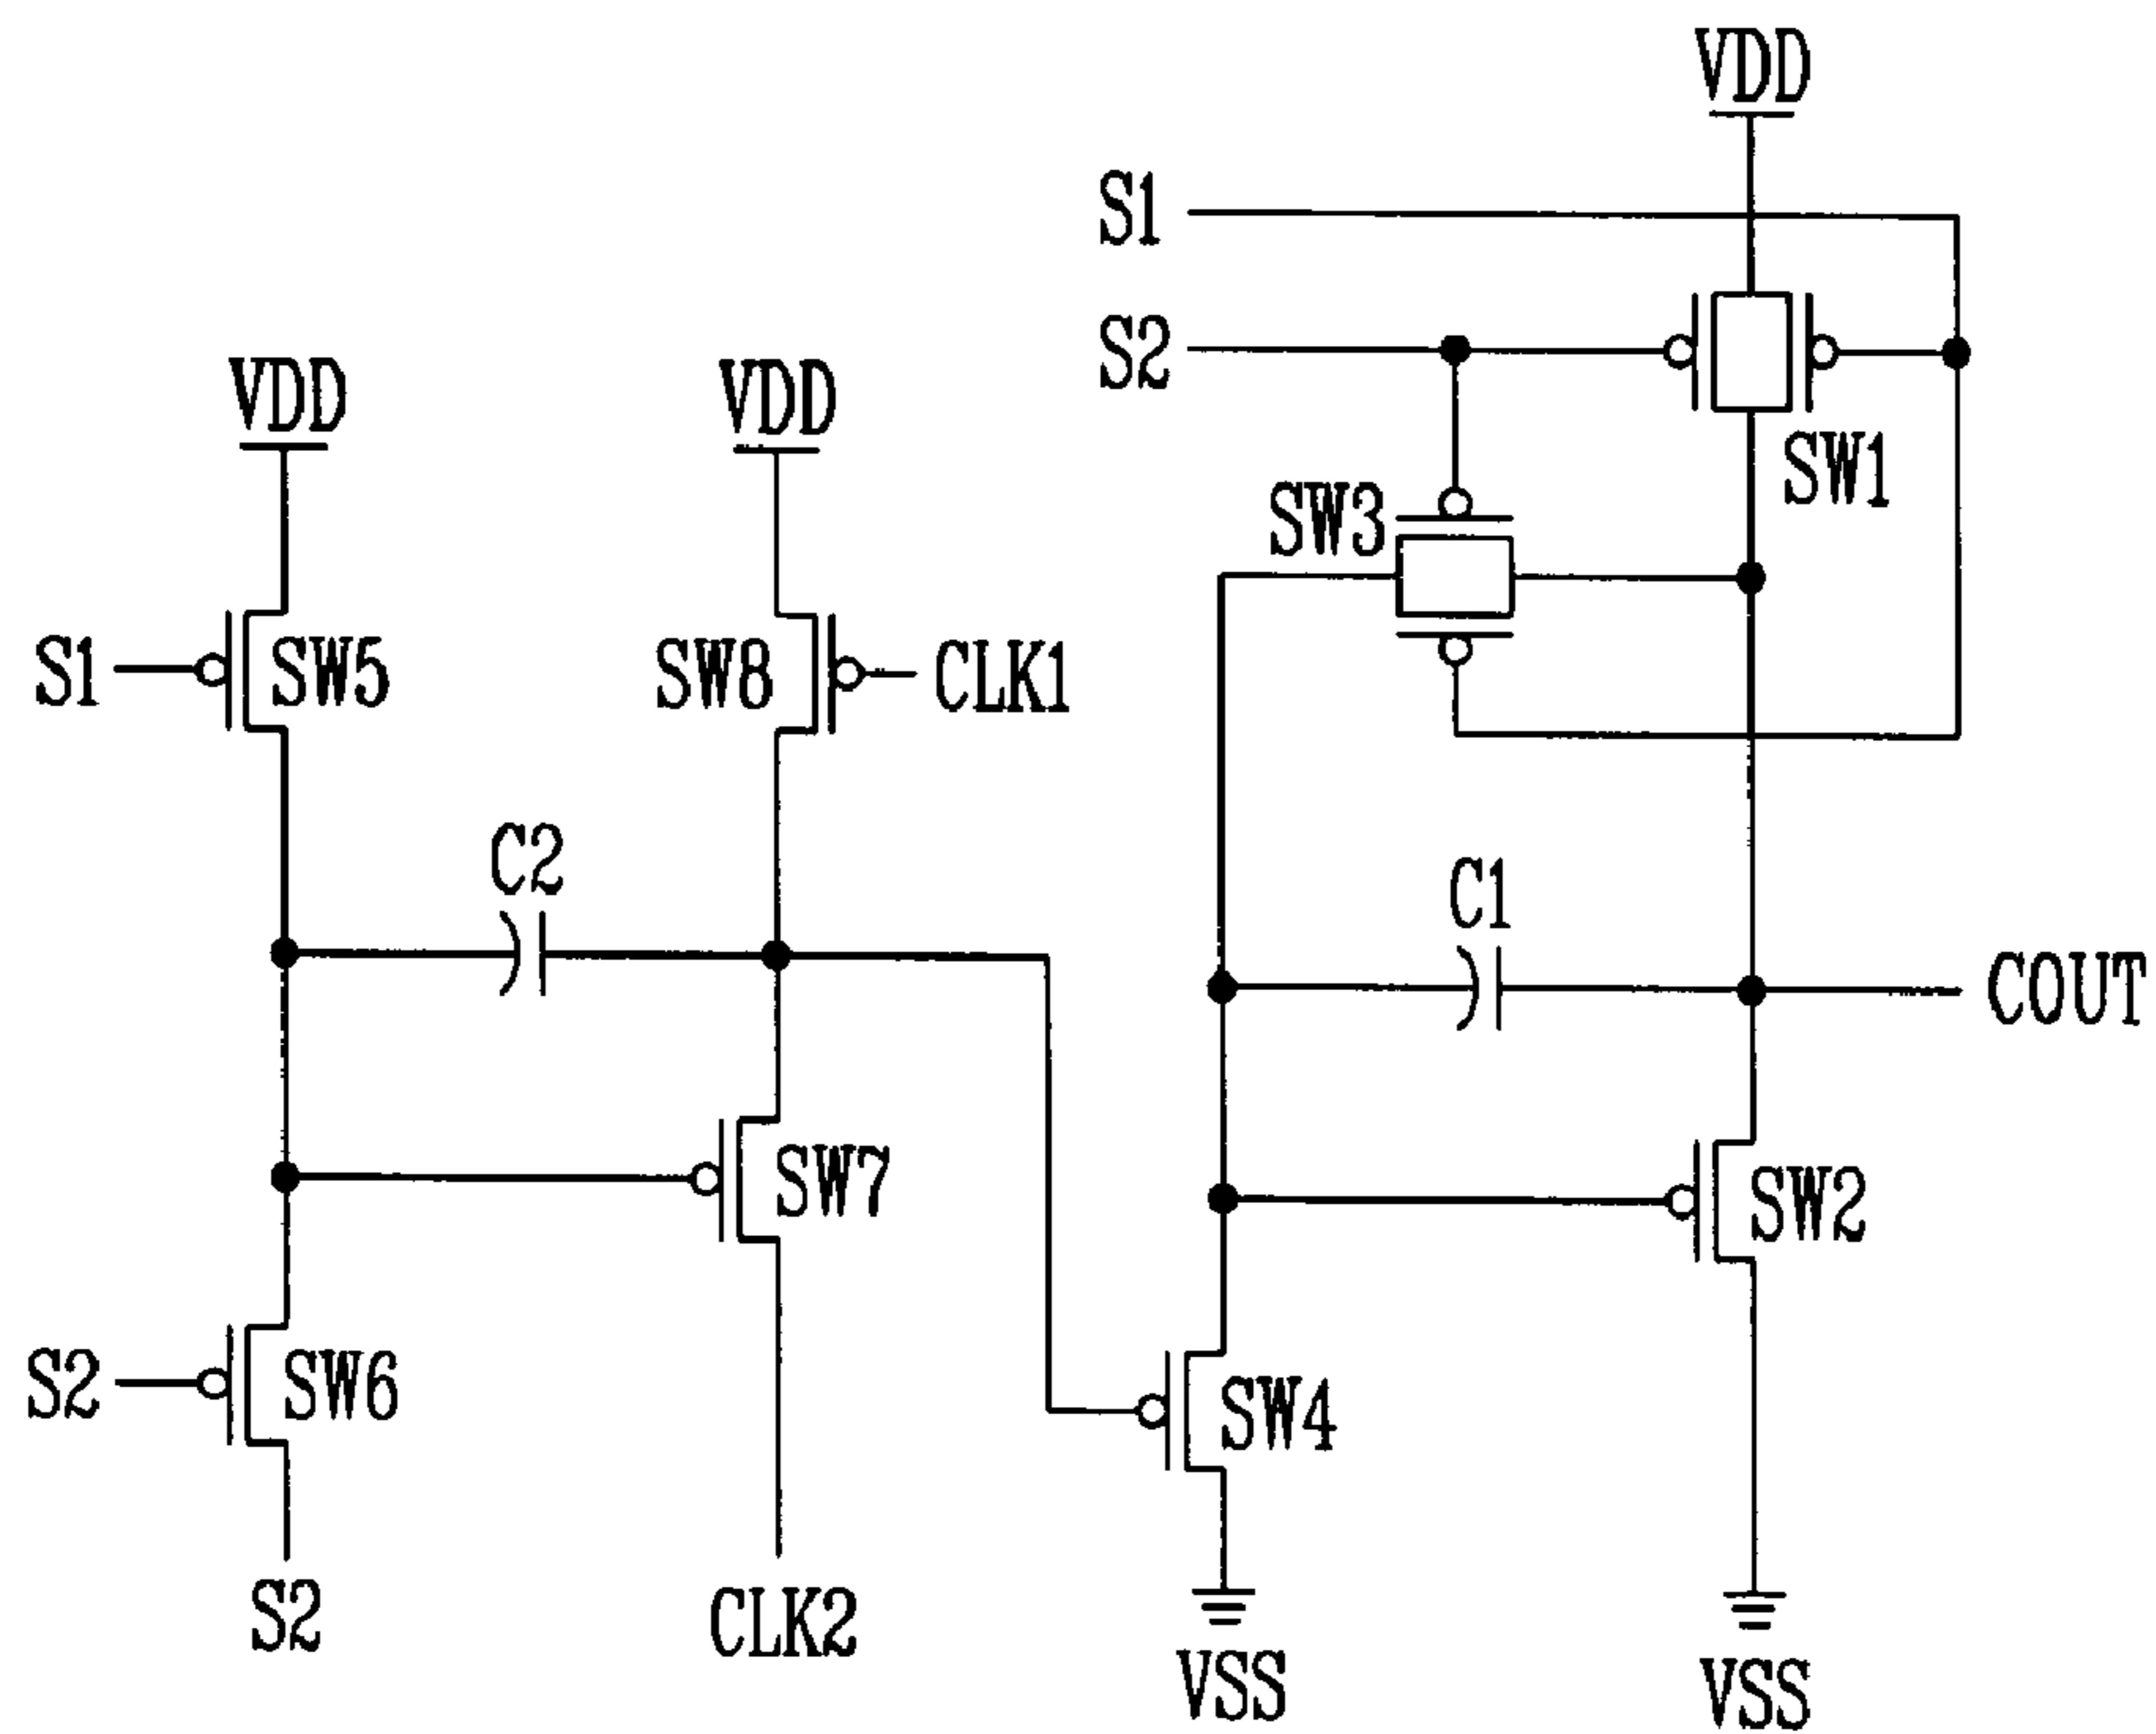 VDD
S1
S2
VDD
VDD
SW1
SW3
S1
SW5
SW8
CLK1
C2
C1
COUT
SW7
SW2
S2
SW6
SW4
S2
CLK2
VSS
VSS